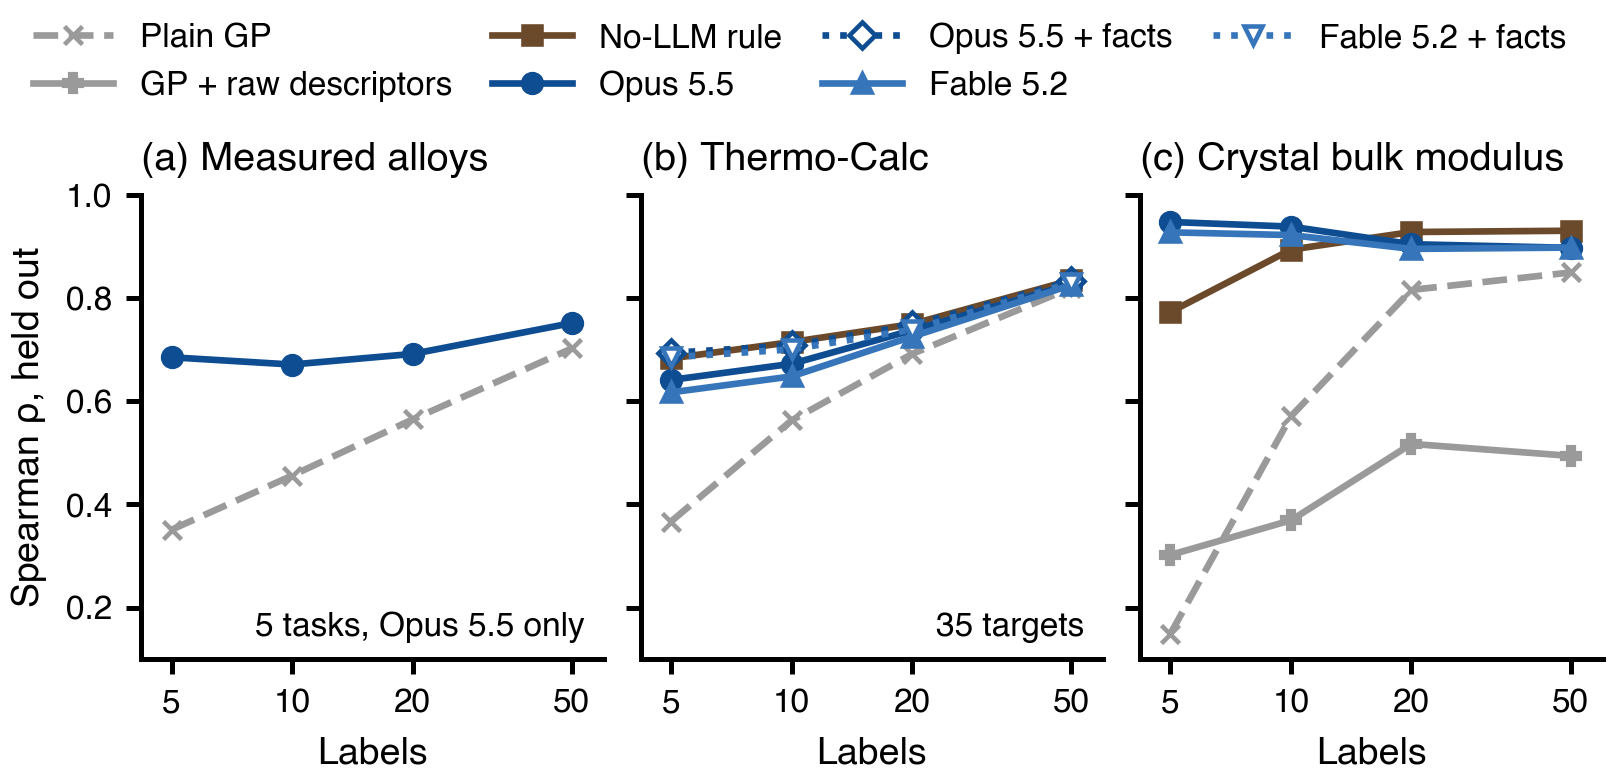 Plain GP
No-LLM rule
Opus 5.5 + facts
Fable 5.2 + facts
GP + raw descriptors
Opus 5.5
Fable 5.2
(a) Measured alloys
(b) Thermo-Calc
(c) Crystal bulk modulus
Spearman ρ, held out
1.0
0.8
0.6
0.4
0.2
5 tasks, Opus 5.5 only
35 targets
5 10 20 50
5 10 20 50
5 10 20 50
Labels
Labels
Labels